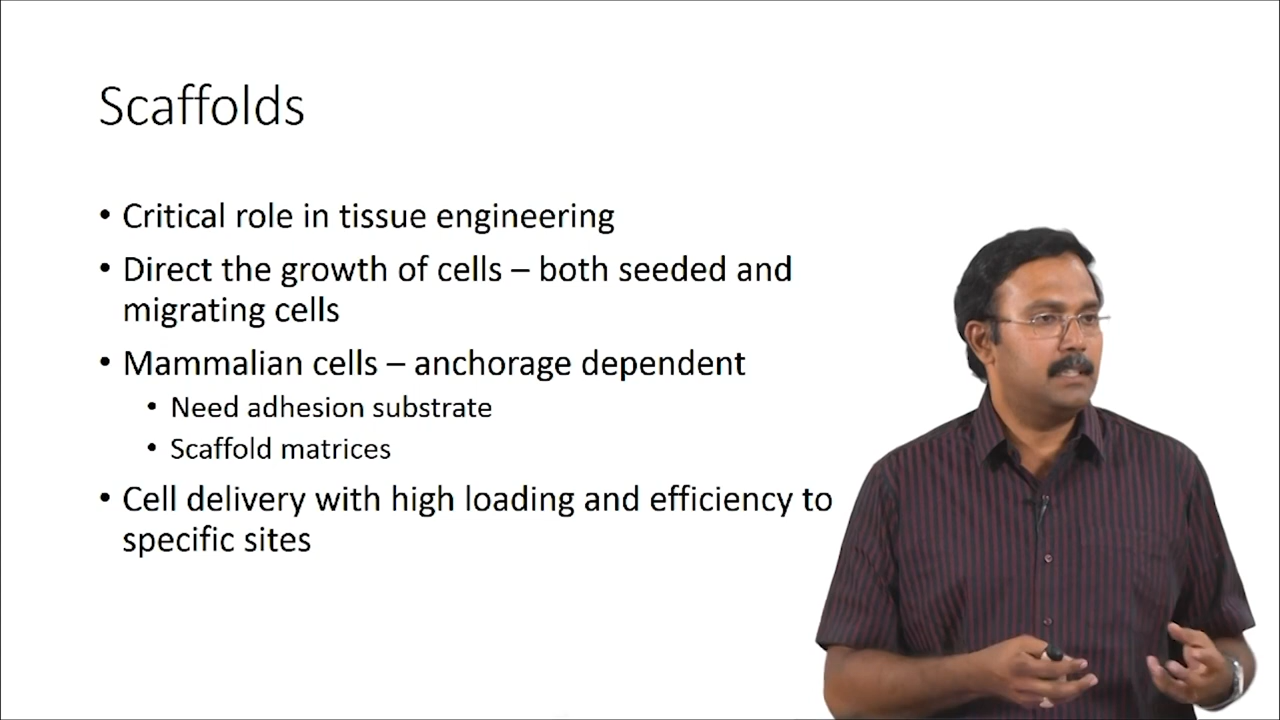 Scaffolds
• Critical role in tissue engineering
• Direct the growth of cells – both seeded and
migrating cells
• Mammalian cells – anchorage dependent
• Need adhesion substrate
• Scaffold matrices
• Cell delivery with high loading and efficiency to
specific sites